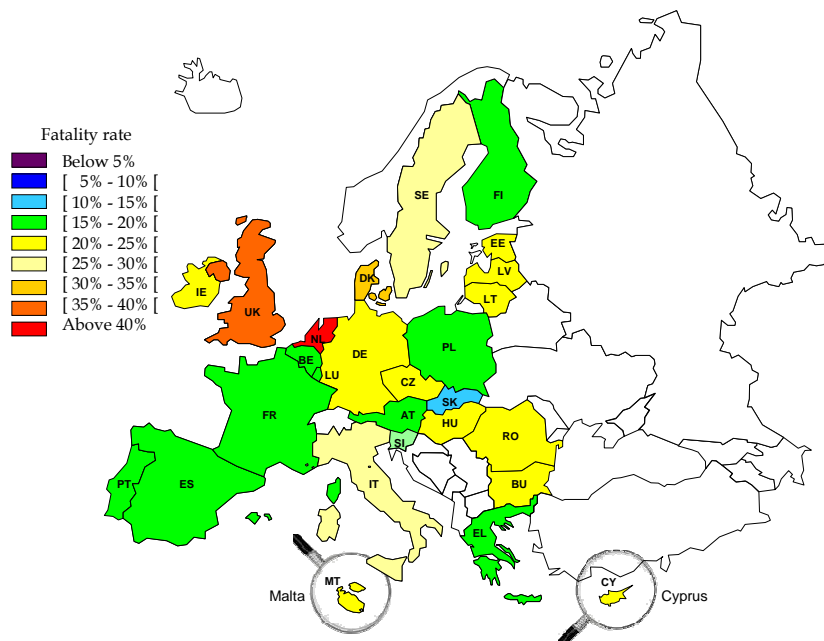 Fatality rate
Below 5%
[ 5% - 10% [
[ 10% - 15% [
[ 15% - 20% [
[ 20% - 25% [
[ 25% - 30% [
[ 30% - 35% [
[ 35% - 40% [
Above 40%
SE
FI
EE
LV
LT
DK
IE
UK
NL
BE
LU
DE
PL
CZ
SK
FR
AT
HU
SI
RO
BU
PT
ES
IT
EL
MT
Malta
CY
Cyprus